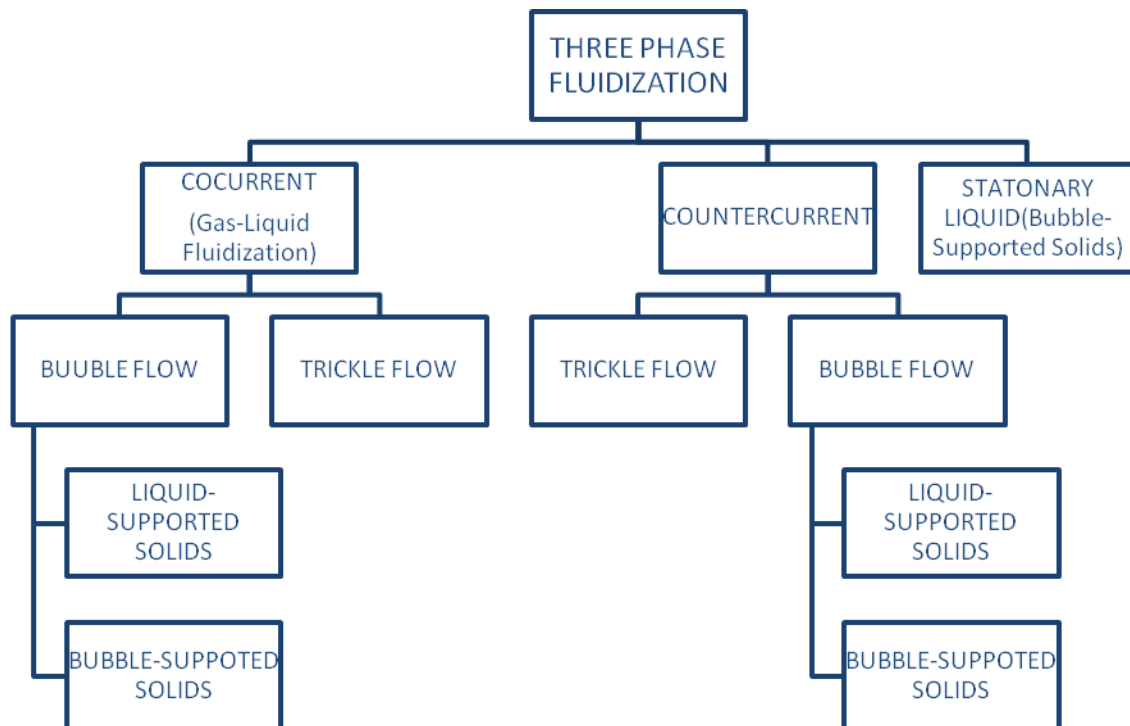 THREE PHASE
FLUIDIZATION
COCURRENT
(Gas-Liquid
Fluidization)
COUNTERCURRENT
STATONARY
LIQUID(Bubble-
Supported Solids)
BUUBLE FLOW
TRICKLE FLOW
TRICKLE FLOW
BUBBLE FLOW
LIQUID-
SUPPORTED
SOLIDS
LIQUID-
SUPPORTED
SOLIDS
BUBBLE-SUPPOTED
SOLIDS
BUBBLE-SUPPOTED
SOLIDS